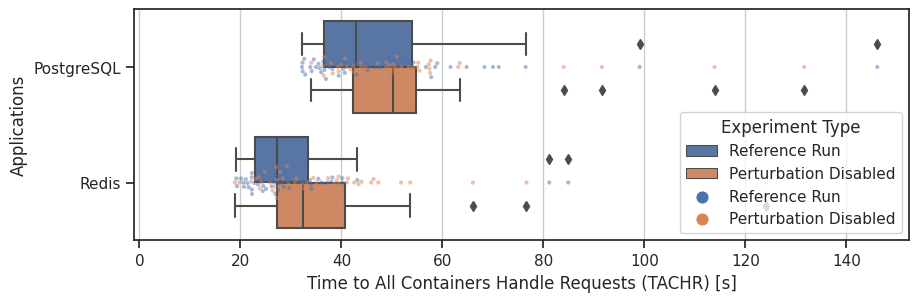 Applications
PostgreSQL
Redis
Experiment Type
Reference Run
Perturbation Disabled
Reference Run
Perturbation Disabled
0 20 40 60 80 100 120 140
Time to All Containers Handle Requests (TACHR) [s]